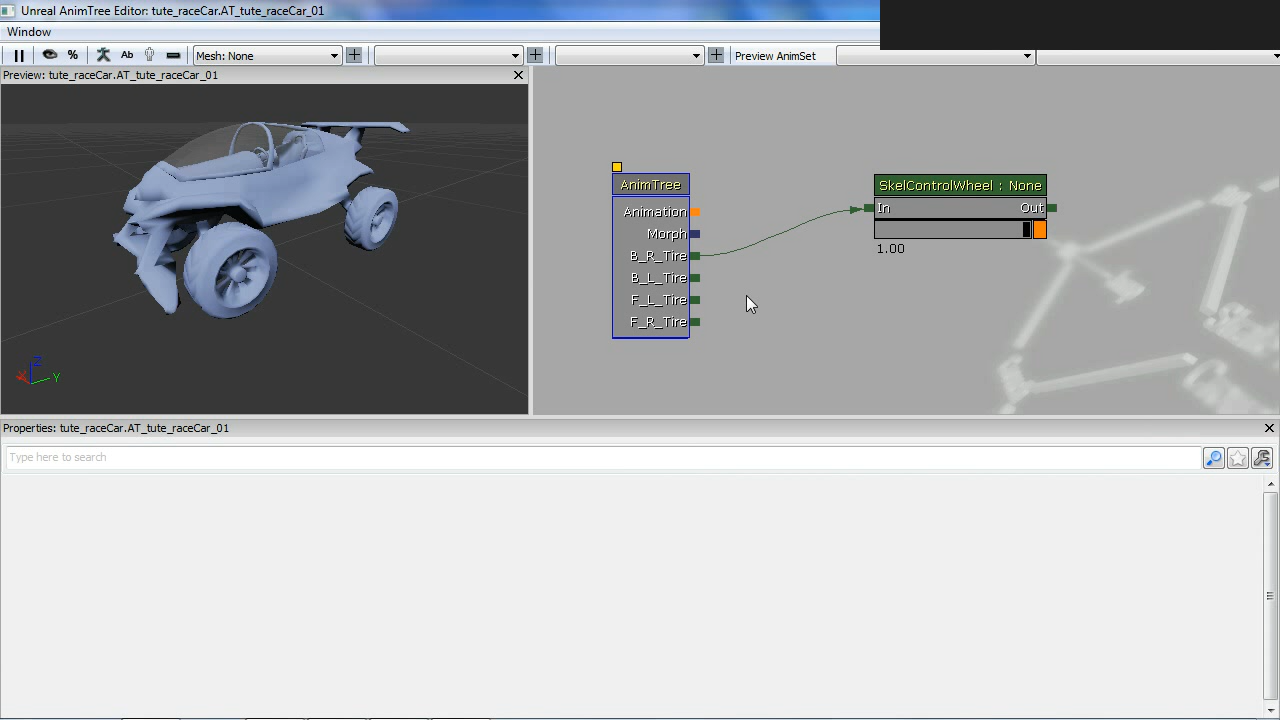 Unreal AnimTree Editor: tute_raceCar.AT_tute_raceCar_01
Window
% Ab Mesh: None Preview AnimSet
Preview: tute_raceCar.AT_tute_raceCar_01
AnimTree
Animation
Morph
B_R_Tire
B_L_Tire
F_L_Tire
F_R_Tire
SkelControlWheel : None
In Out
1.00
Z
X Y
Properties: tute_raceCar.AT_tute_raceCar_01
Type here to search